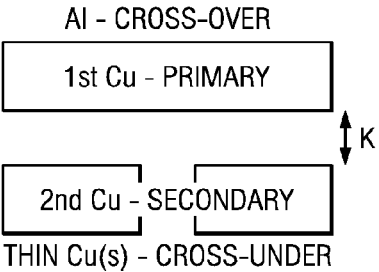 Al - CROSS-OVER
1st Cu - PRIMARY
K
2nd Cu - SECONDARY
THIN Cu(s) - CROSS-UNDER